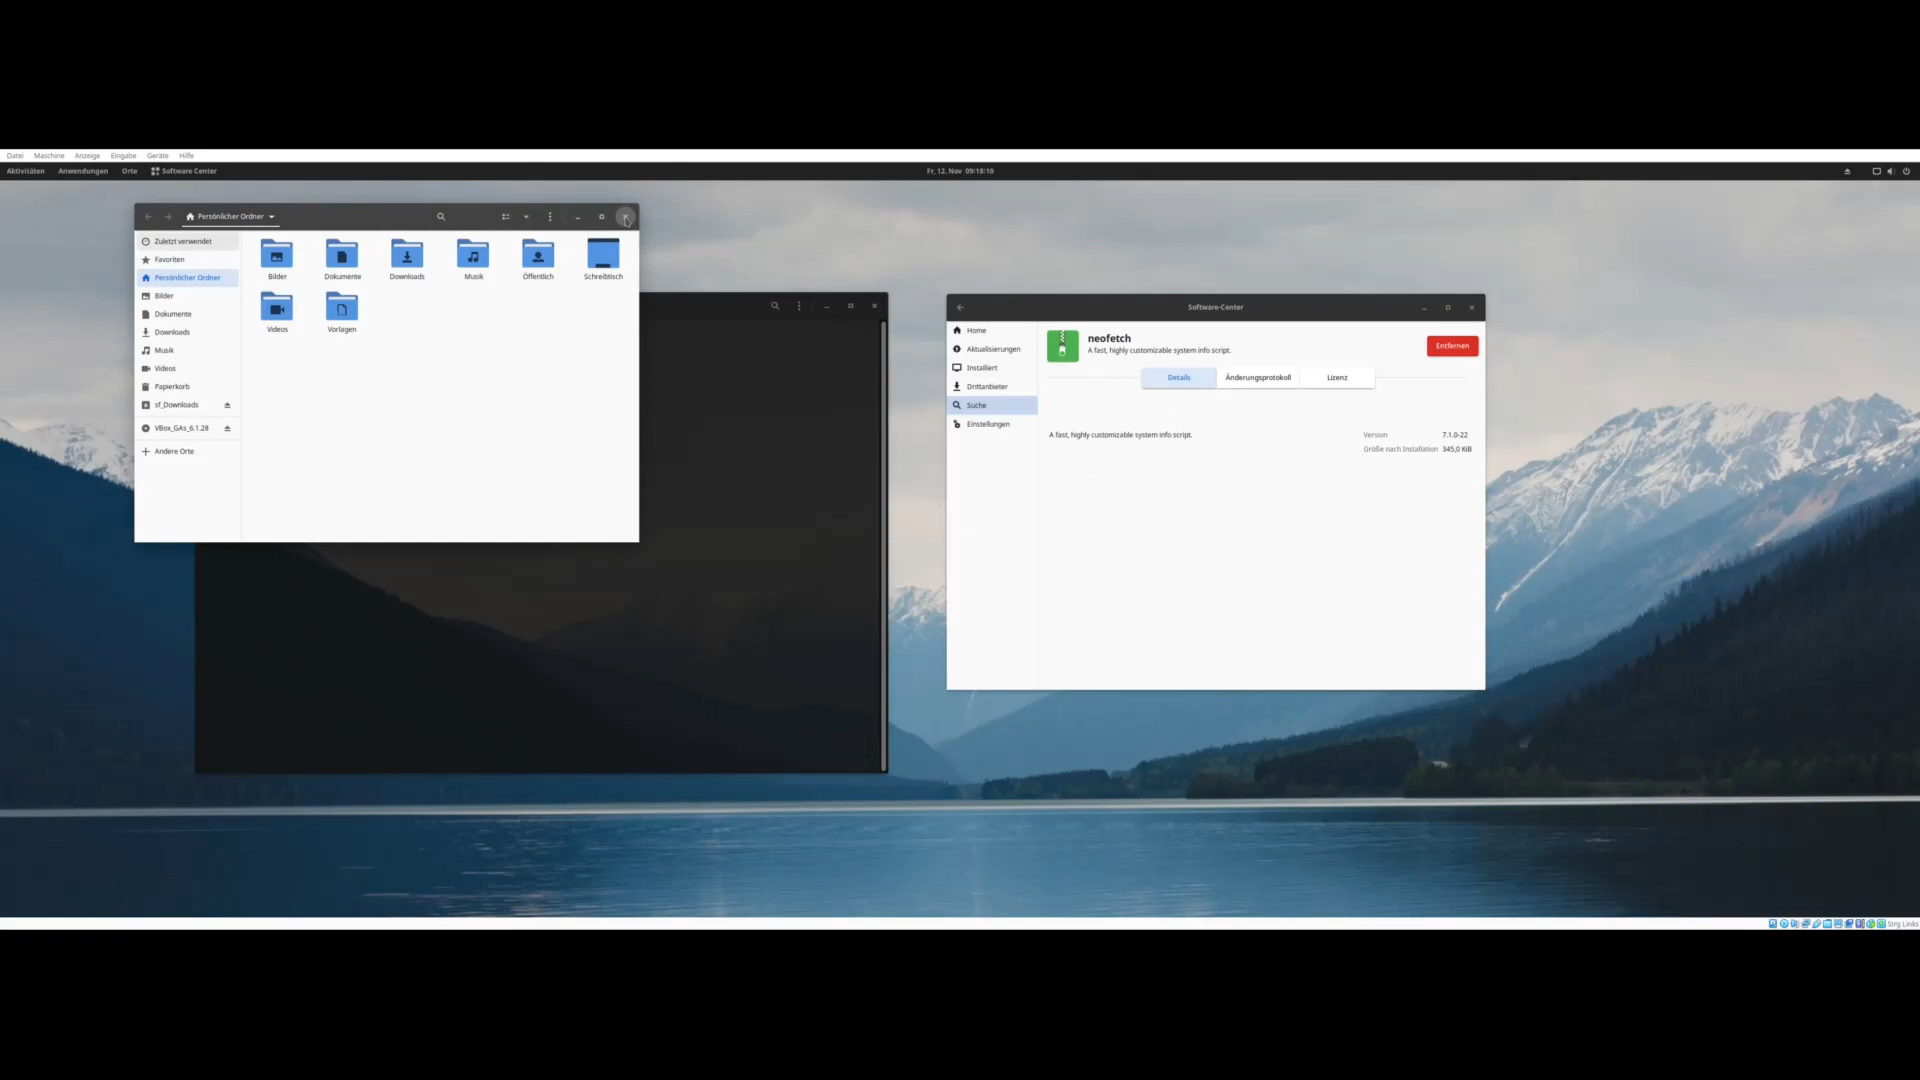 Datei Maschine Anzeige Eingabe Geräte Hilfe
Aktivitäten Anwendungen Orte Software Center Fr, 12. Nov 09:18:10
Persönlicher Ordner
Zuletzt verwendet
Favoriten
Persönlicher Ordner
Bilder
Dokumente
Downloads
Musik
Videos
Papierkorb
sf_Downloads
VBox_GAs_6.1.28
Andere Orte
Bilder Dokumente Downloads Musik Öffentlich Schreibtisch
Videos Vorlagen
Software-Center
Home
Aktualisierungen
Installiert
Drittanbieter
Suche
Einstellungen
neofetch
A fast, highly customizable system info script.
Entfernen
Details Änderungsprotokoll Lizenz
A fast, highly customizable system info script.
Version 7.1.0-22
Größe nach Installation 345,0 KiB
Strg Links